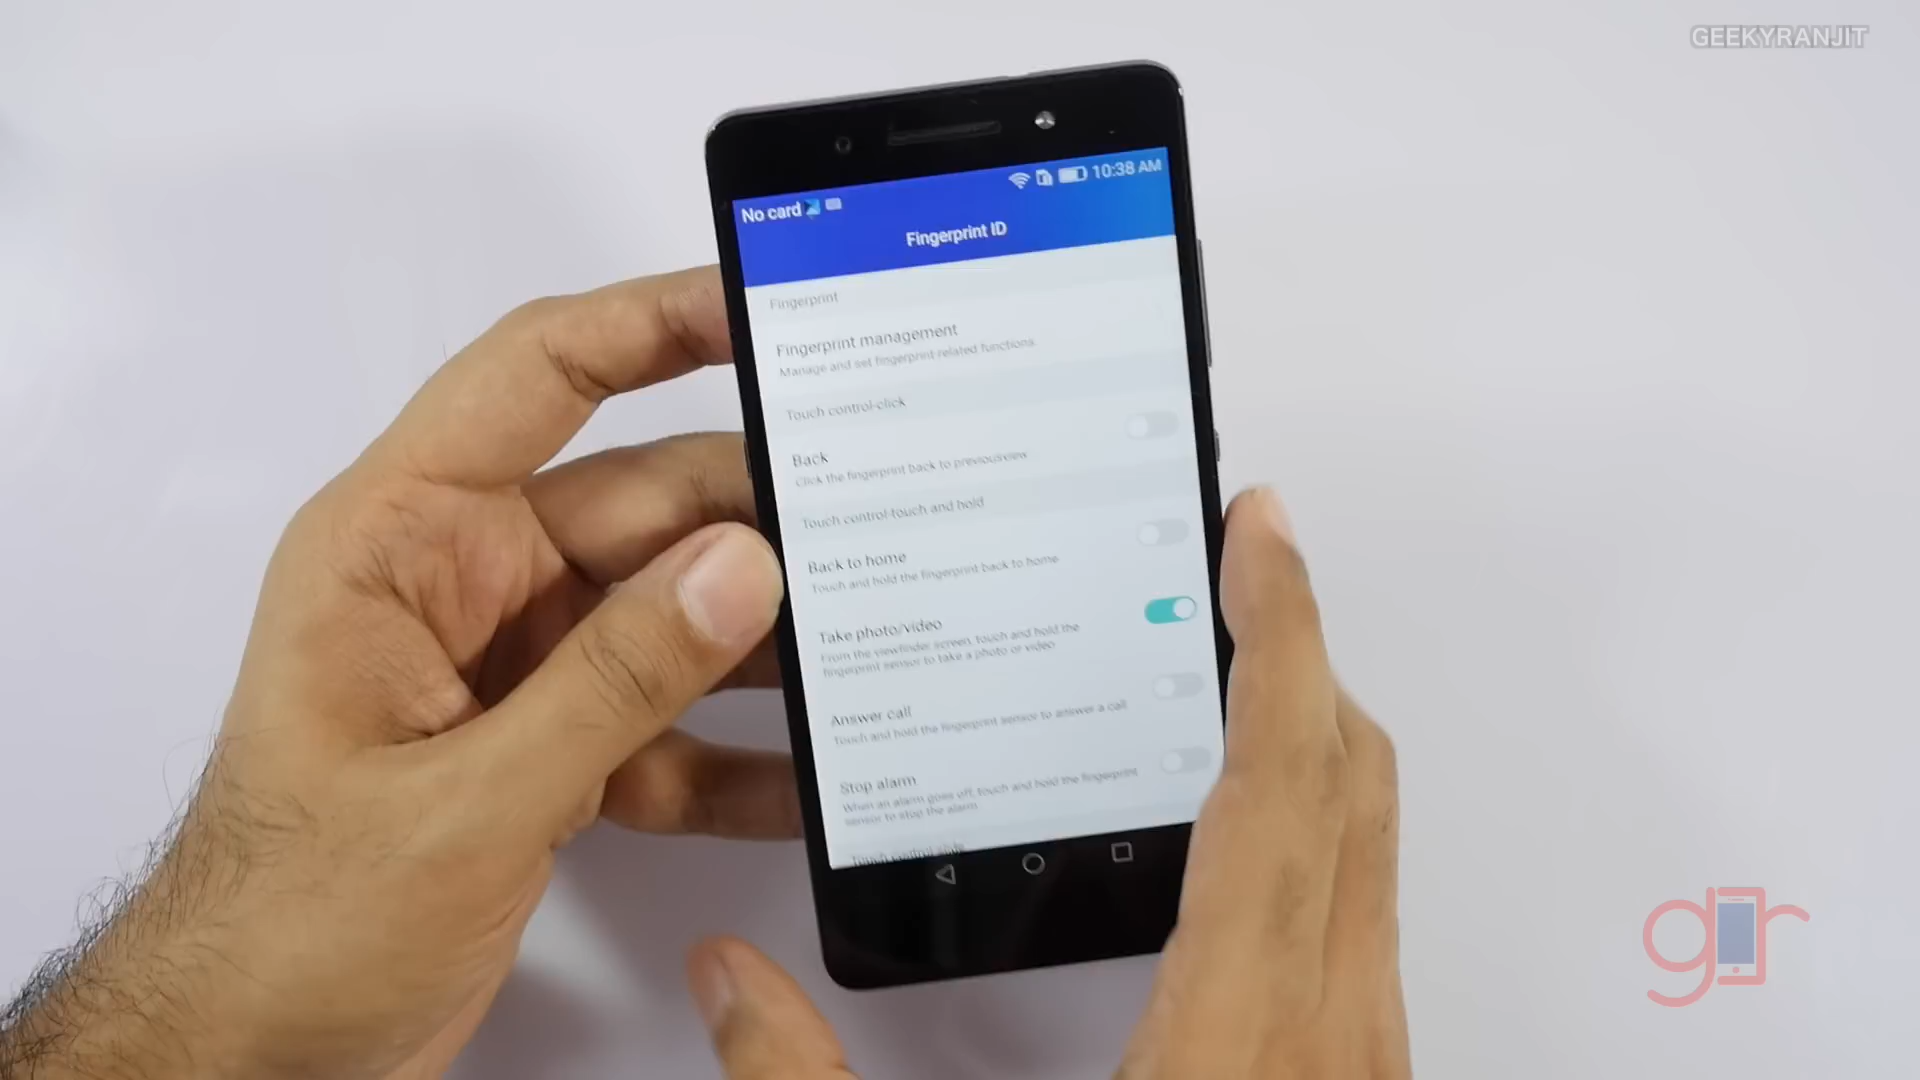 GEEKYRANJIT
No card
10:38 AM
Fingerprint ID
Fingerprint
Fingerprint management
Manage and set fingerprint-related functions.
Touch control-click
Back
Click the fingerprint back to previousview
Touch control-touch and hold
Back to home
Touch and hold the fingerprint back to home
Take photo/video
From the viewfinder screen, touch and hold the
fingerprint sensor to take a photo or video
Answer call
Touch and hold the fingerprint sensor to answer a call
Stop alarm
When an alarm goes off, touch and hold the fingerprint
sensor to stop the alarm
Touch control-slide
gr